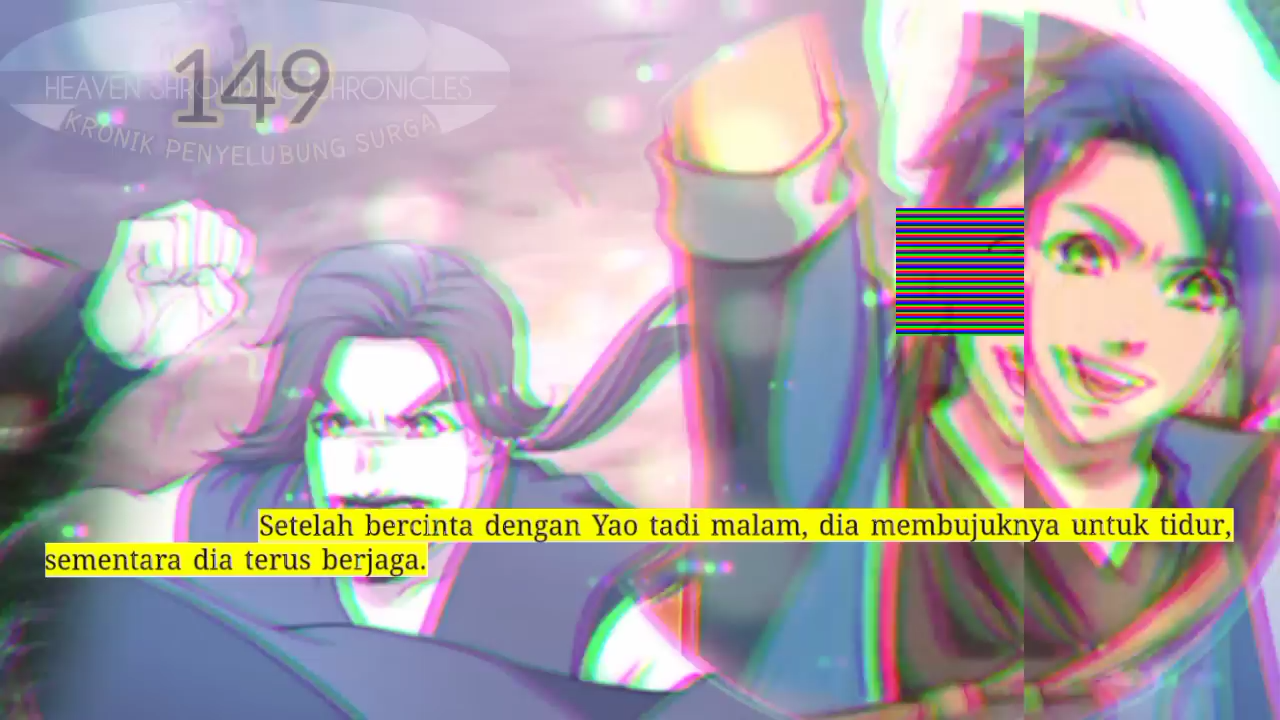 149
HEAVEN SHROUDING CHRONICLES
KRONIK PENYELUBUNG SURGA
Setelah bercinta dengan Yao tadi malam, dia membujuknya untuk tidur,
sementara dia terus berjaga.